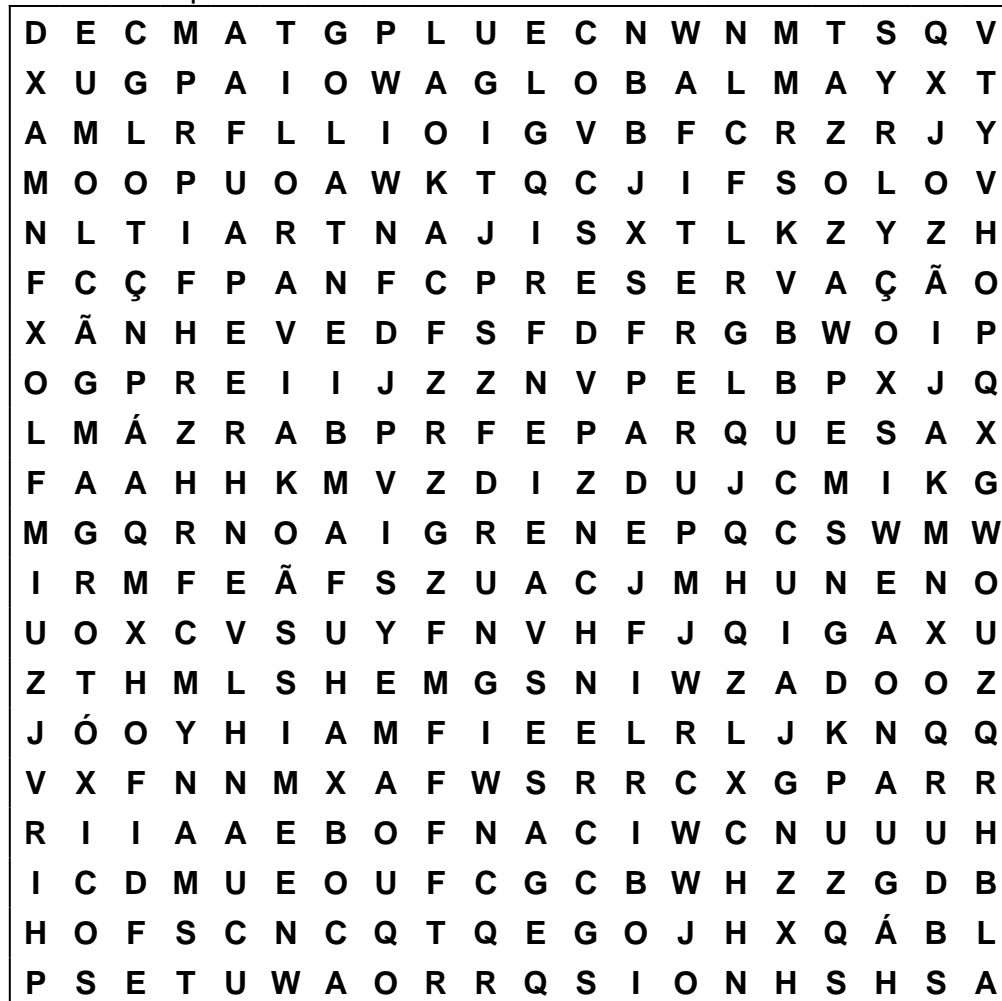 D E C M A T G P L U E C N W N M T S Q V
X U G P A I O W A G L O B A L M A Y X T
A M L R F L L I O I G V B F C R Z R J Y
M O O P U O A W K T Q C J I F S O L O V
N L T I A R T N A J I S X T L K Z Y Z H
F C Ç F P A N F C P R E S E R V A Ç Ã O
X Ã N H E V E D F S F D F R G B W O I P
O G P R E I I J Z Z N V P E L B P X J Q
L M Á Z R A B P R F E P A R Q U E S A X
F A A H H K M V Z D I Z D U J C M I K G
M G Q R N O A I G R E N E P Q C S W M W
I R M F E Ã F S Z U A C J M H U N E N O
U O X C V S U Y F N V H F J Q I G A X U
Z T H M L S H E M G S N I W Z A D O O Z
J Ó O Y H I A M F I E E L R L J K N Q Q
V X F N N M X A F W S R R C X G P A R R
R I I A A E B O F N A C I W C N U U U H
I C D M U E O U F C G C B W H Z Z G D B
H O F S C N C Q T Q E G O J H X Q Á B L
P S E T U W A O R R Q S I O N H S H S A